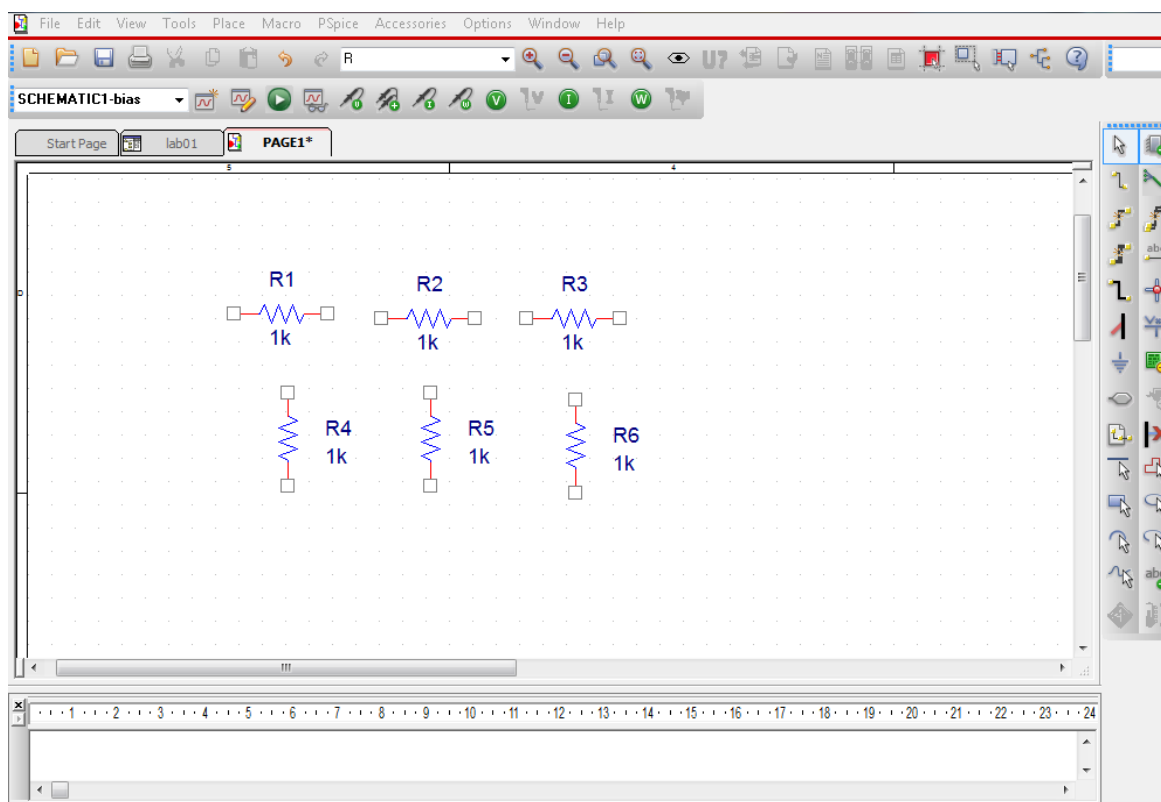 File Edit View Tools Place Macro PSpice Accessories Options Window Help
R
U?
SCHEMATIC1-bias
V V I I W
Start Page lab01 PAGE1*
5 4
R1 R2 R3
1k 1k 1k
R4 R5 R6
1k 1k 1k
1 2 3 4 5 6 7 8 9 10 11 12 13 14 15 16 17 18 19 20 21 22 23 24